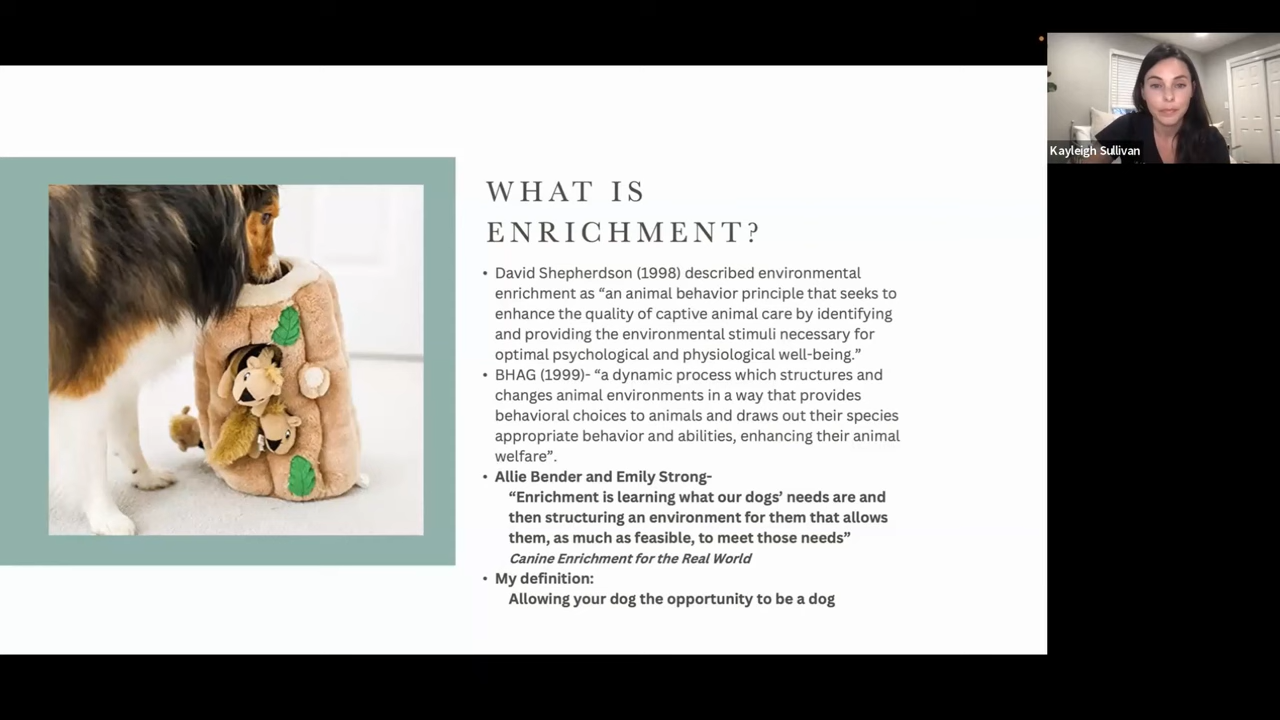 WHAT IS
ENRICHMENT?
• David Shepherdson (1998) described environmental
enrichment as “an animal behavior principle that seeks to
enhance the quality of captive animal care by identifying
and providing the environmental stimuli necessary for
optimal psychological and physiological well-being.”
• BHAG (1999)- “a dynamic process which structures and
changes animal environments in a way that provides
behavioral choices to animals and draws out their species
appropriate behavior and abilities, enhancing their animal
welfare”.
• Allie Bender and Emily Strong-
“Enrichment is learning what our dogs’ needs are and
then structuring an environment for them that allows
them, as much as feasible, to meet those needs”
Canine Enrichment for the Real World
• My definition:
Allowing your dog the opportunity to be a dog
Kayleigh Sullivan